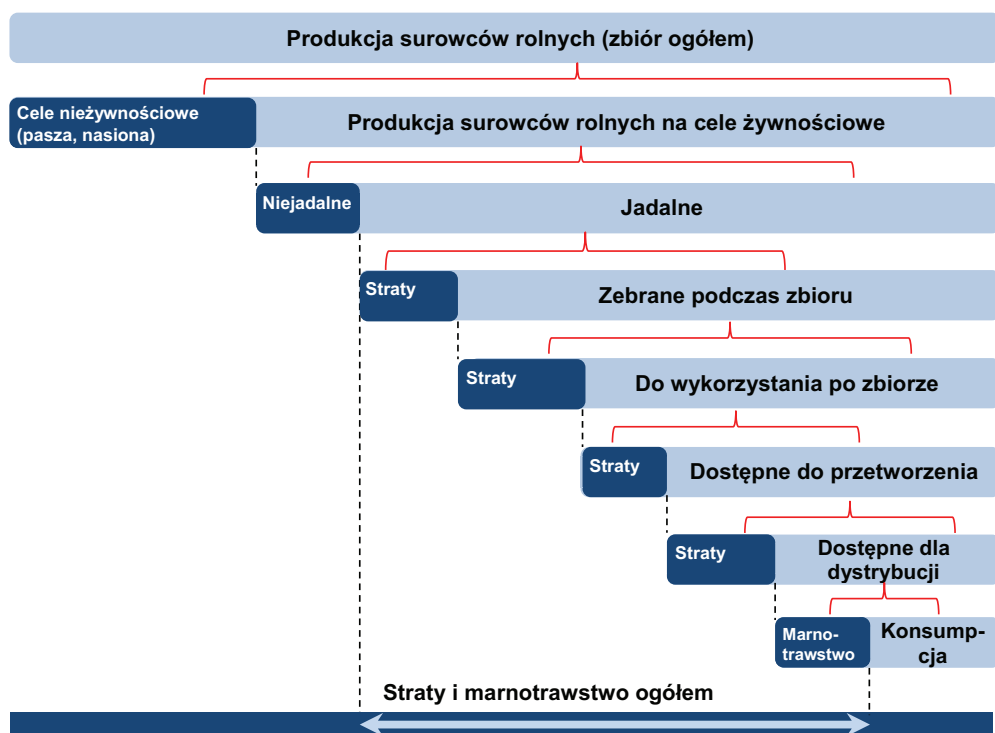 Produkcja surowców rolnych (zbiór ogółem)
Cele nieżywnościowe
(pasza, nasiona)
Produkcja surowców rolnych na cele żywnościowe
Niejadalne
Jadalne
Straty
Zebrane podczas zbioru
Straty
Do wykorzystania po zbiorze
Straty
Dostępne do przetworzenia
Straty
Dostępne dla
dystrybucji
Marno-
trawstwo
Konsump-
cja
Straty i marnotrawstwo ogółem